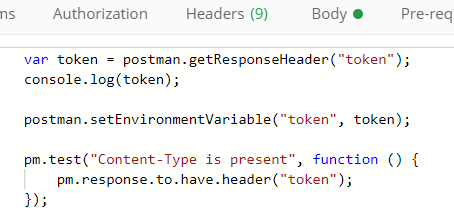 ms Authorization Headers (9) Body Pre-req
var token = postman.getResponseHeader("token");
console.log(token);
postman.setEnvironmentVariable("token", token);
pm.test("Content-Type is present", function () {
    pm.response.to.have.header("token");
});